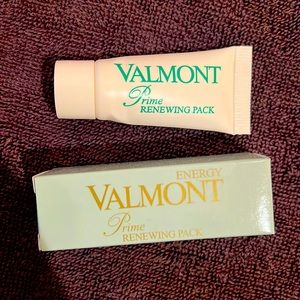 VALMONT
Prime
RENEWING PACK
ENERGY
VALMONT
Prime
RENEWING PACK